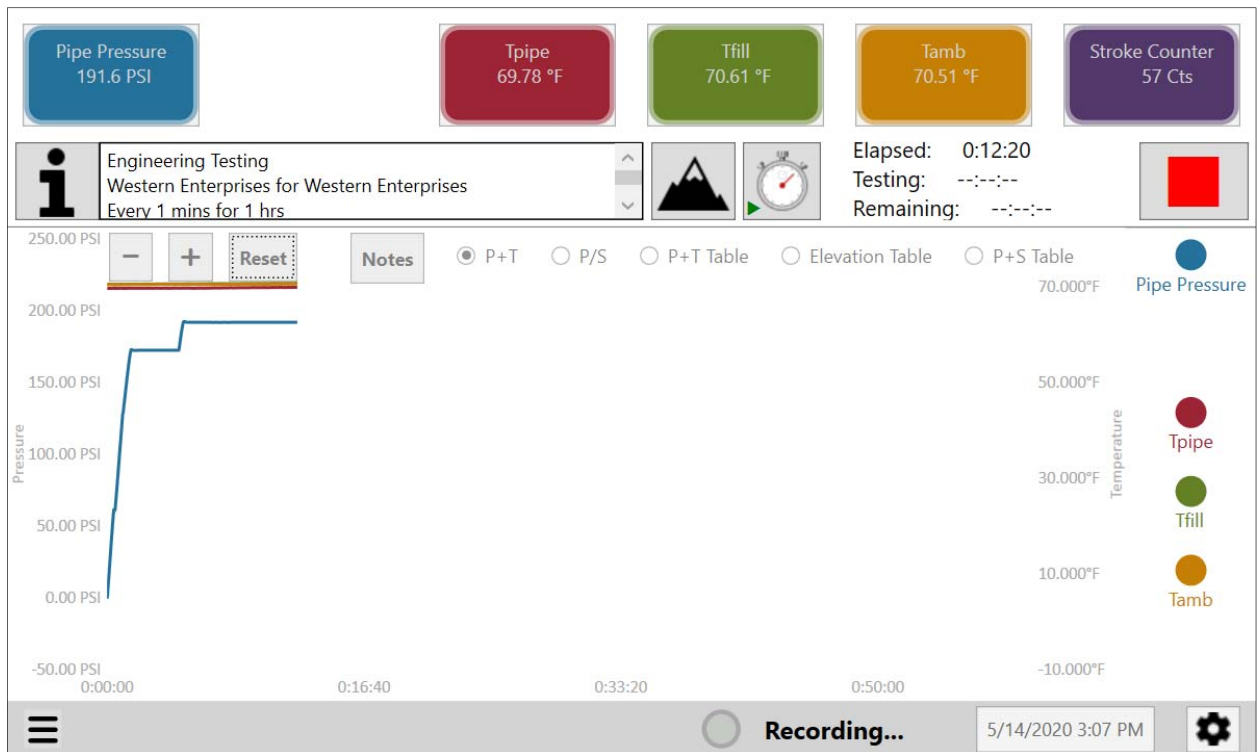 Pipe Pressure
191.6 PSI
Tpipe
69.78 °F
Tfill
70.61 °F
Tamb
70.51 °F
Stroke Counter
57 Cts
Engineering Testing
Western Enterprises for Western Enterprises
Every 1 mins for 1 hrs
Elapsed: 0:12:20
Testing: --:--:--
Remaining: --:--:--
250.00 PSI
− + Reset Notes P+T P/S P+T Table Elevation Table P+S Table
70.000°F
Pipe Pressure
200.00 PSI
150.00 PSI
50.000°F
Pressure
Temperature
Tpipe
100.00 PSI
30.000°F
50.00 PSI
Tfill
10.000°F
0.00 PSI
Tamb
-50.00 PSI
-10.000°F
0:00:00 0:16:40 0:33:20 0:50:00
Recording... 5/14/2020 3:07 PM